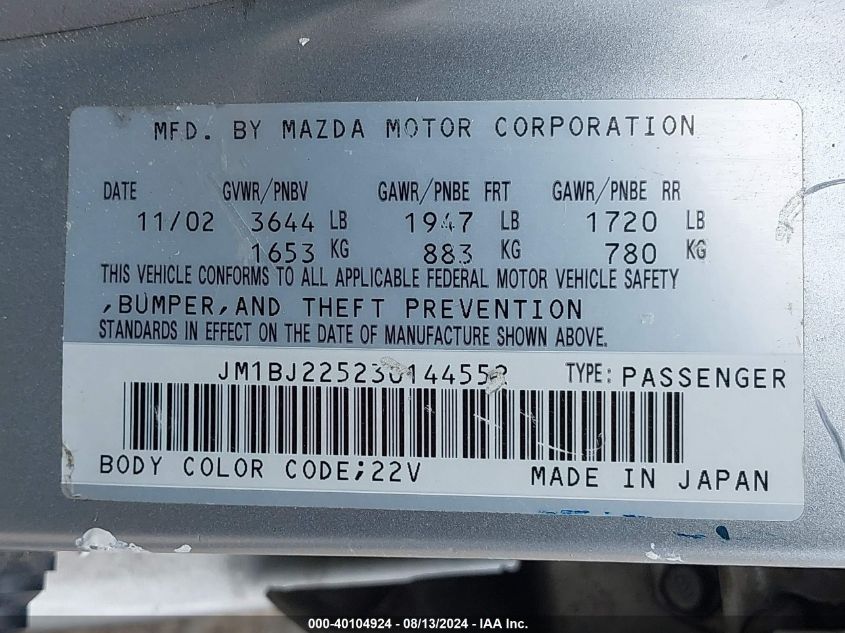 MFD. BY MAZDA MOTOR CORPORATION
DATE GVWR/PNBV GAWR/PNBE FRT GAWR/PNBE RR
11/02 3644 LB 1947 LB 1720 LB
1653 KG 883 KG 780 KG
THIS VEHICLE CONFORMS TO ALL APPLICABLE FEDERAL MOTOR VEHICLE SAFETY
,BUMPER,AND THEFT PREVENTION
STANDARDS IN EFFECT ON THE DATE OF MANUFACTURE SHOWN ABOVE.
JM1BJ225230144552 TYPE: PASSENGER
BODY COLOR CODE;22V MADE IN JAPAN
000-40104924 - 08/13/2024 - IAA Inc.